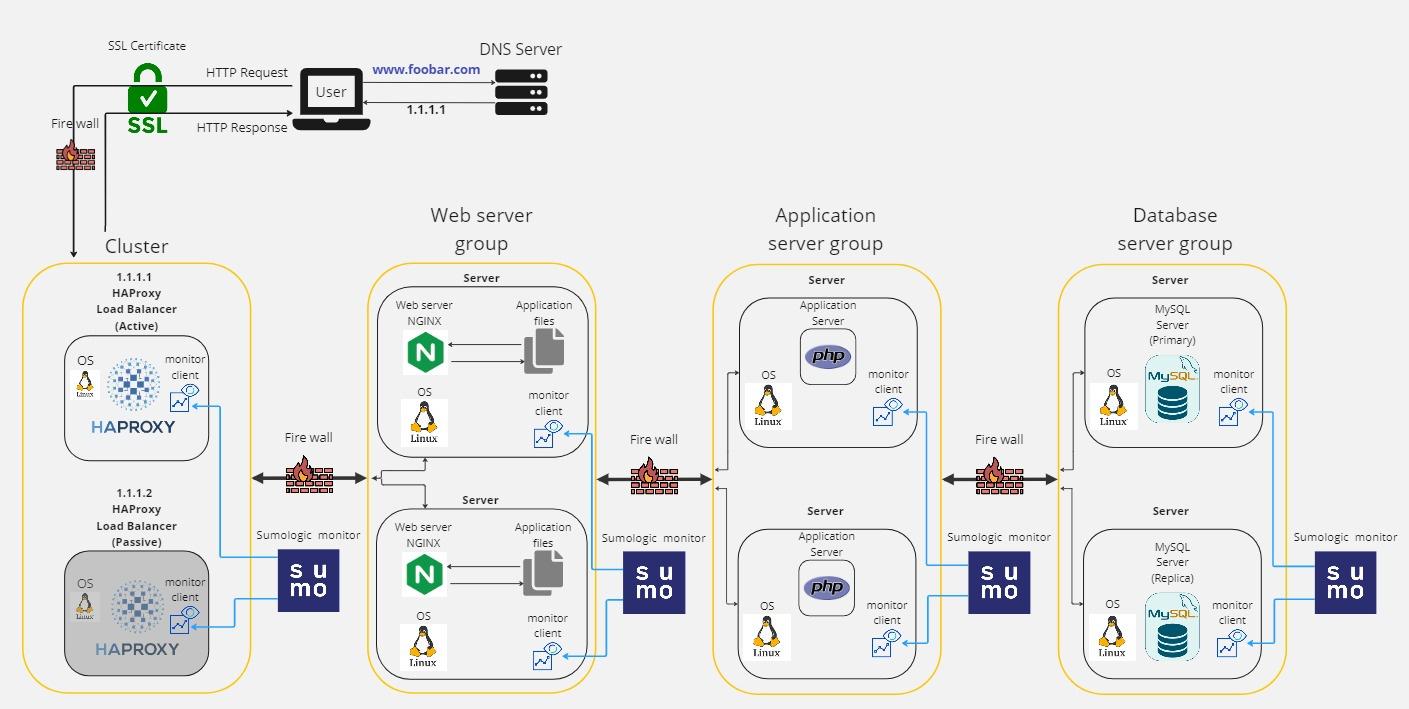 SSL Certificate
HTTP Request
SSL
HTTP Response
User
www.foobar.com
1.1.1.1
DNS Server
Fire wall
Cluster
1.1.1.1
HAProxy
Load Balancer
(Active)
OS
Linux
monitor
client
HAPROXY
1.1.1.2
HAProxy
Load Balancer
(Passive)
OS
Linux
monitor
client
HAPROXY
Fire wall
Sumologic monitor
su
mo
Web server
group
Server
Web server
NGINX
N
Application
files
OS
Linux
monitor
client
Server
Web server
NGINX
N
Application
files
OS
Linux
monitor
client
Fire wall
Sumologic monitor
su
mo
Application
server group
Server
Application
Server
php
OS
Linux
monitor
client
Server
Application
Server
php
OS
Linux
monitor
client
Fire wall
Sumologic monitor
su
mo
Database
server group
Server
MySQL
Server
(Primary)
OS
Linux
MySQL
monitor
client
Server
MySQL
Server
(Replica)
OS
Linux
MySQL
monitor
client
Sumologic monitor
su
mo